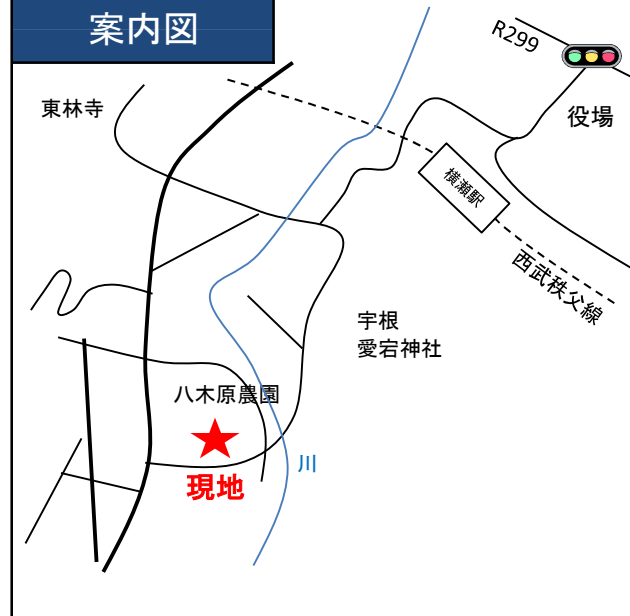 案内図
R299
東林寺
役場
横瀬駅
西武秩父線
宇根
愛宕神社
八木原農園
川
現地